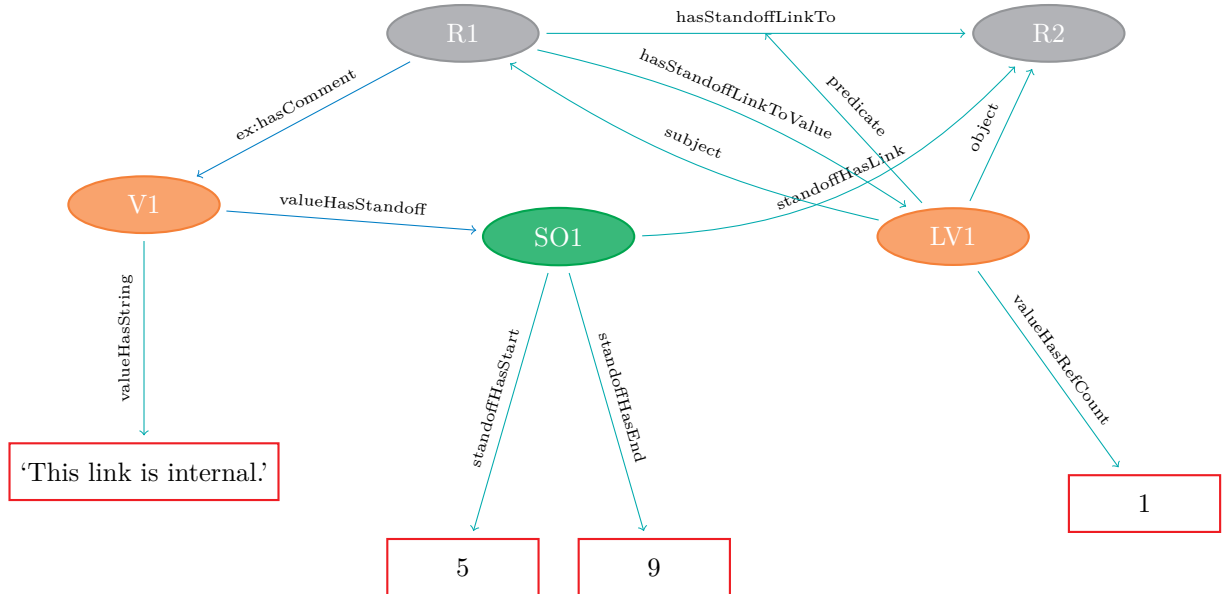 hasStandoffLinkTo
R1
R2
hasStandoffLinkToValue
ex:hasComment
predicate
subject
object
standoffHasLink
V1
valueHasStandoff
SO1
LV1
valueHasString
standoffHasStart
standoffHasEnd
valueHasRefCount
‘This link is internal.’
1
5
9